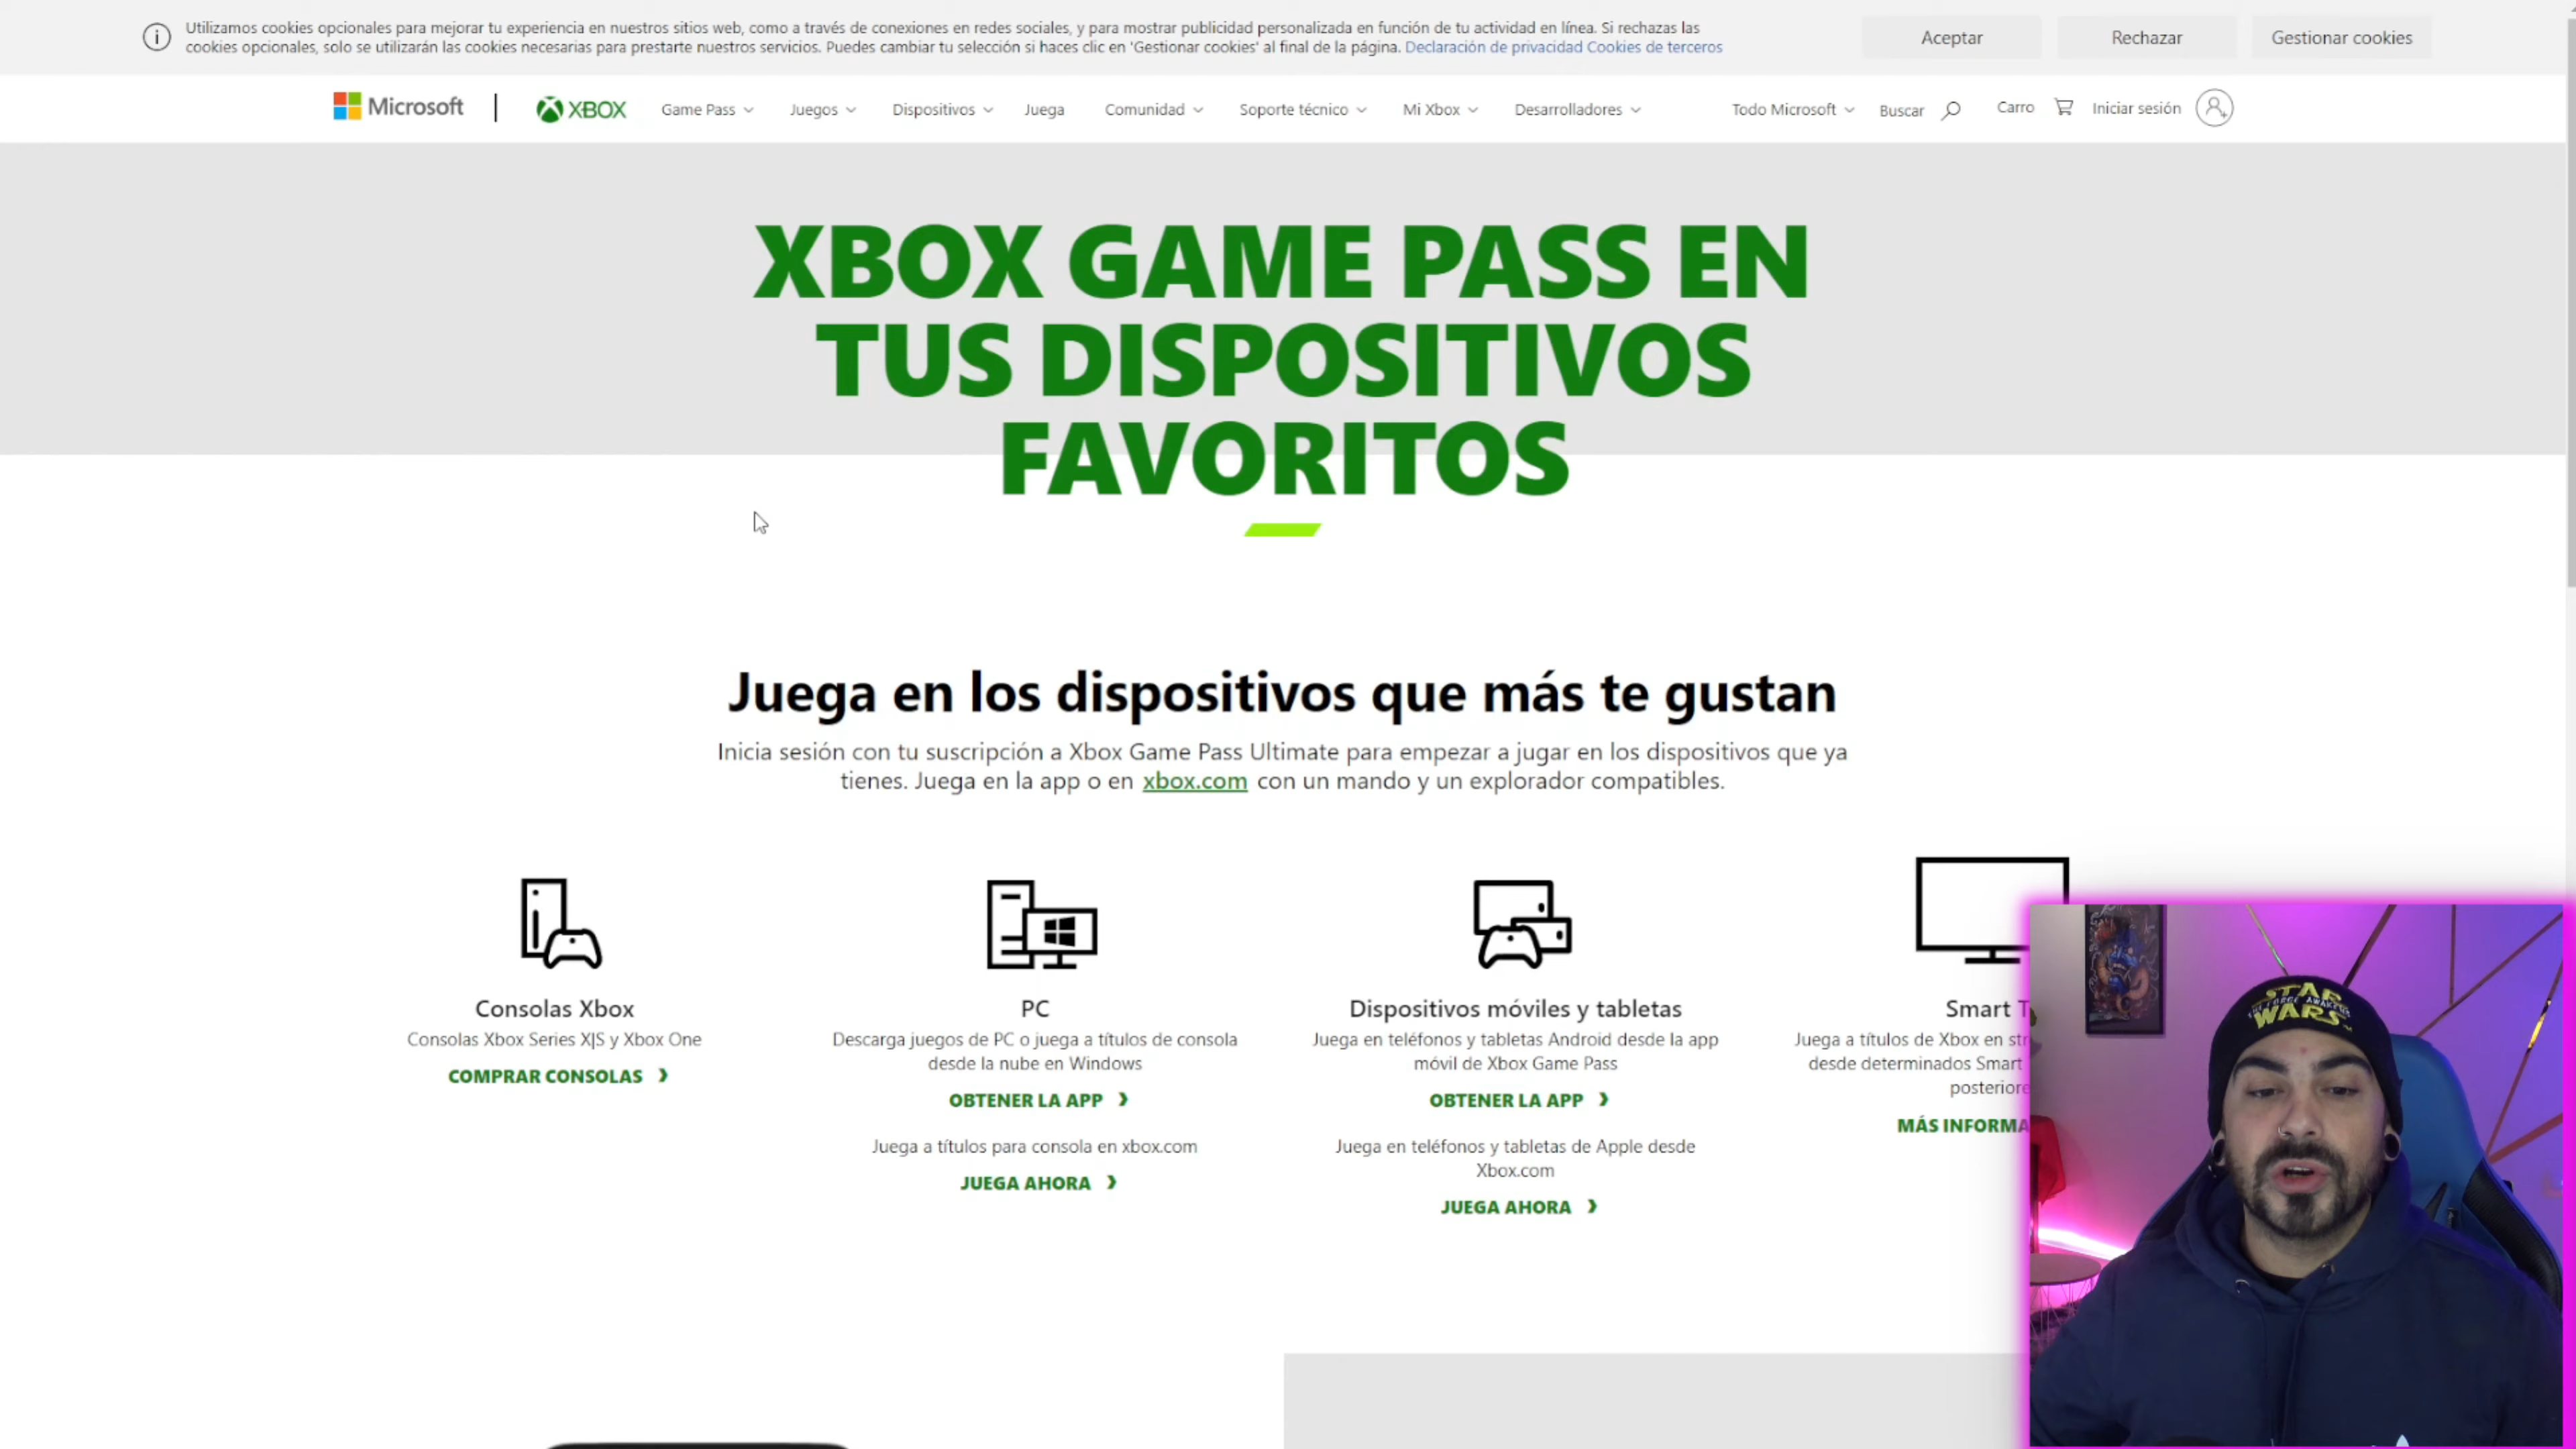 Utilizamos cookies opcionales para mejorar tu experiencia en nuestros sitios web, como a través de conexiones en redes sociales, y para mostrar publicidad personalizada en función de tu actividad en línea. Si rechazas las
cookies opcionales, solo se utilizarán las cookies necesarias para prestarte nuestros servicios. Puedes cambiar tu selección si haces clic en 'Gestionar cookies' al final de la página. Declaración de privacidad Cookies de terceros
Aceptar
Rechazar
Gestionar cookies
Microsoft
XBOX
Game Pass
Juegos
Dispositivos
Juega
Comunidad
Soporte técnico
Mi Xbox
Desarrolladores
Todo Microsoft
Buscar
Carro
Iniciar sesión
XBOX GAME PASS EN
TUS DISPOSITIVOS
FAVORITOS
Juega en los dispositivos que más te gustan
Inicia sesión con tu suscripción a Xbox Game Pass Ultimate para empezar a jugar en los dispositivos que ya
tienes. Juega en la app o en xbox.com con un mando y un explorador compatibles.
Consolas Xbox
Consolas Xbox Series X|S y Xbox One
COMPRAR CONSOLAS
PC
Descarga juegos de PC o juega a títulos de consola
desde la nube en Windows
OBTENER LA APP
Juega a títulos para consola en xbox.com
JUEGA AHORA
Dispositivos móviles y tabletas
Juega en teléfonos y tabletas Android desde la app
móvil de Xbox Game Pass
OBTENER LA APP
Juega en teléfonos y tabletas de Apple desde
Xbox.com
JUEGA AHORA
Smart T
Juega a títulos de Xbox en str
desde determinados Smart
posteriore
MÁS INFORMA
STAR
THE FORCE AWAKENS
WARS